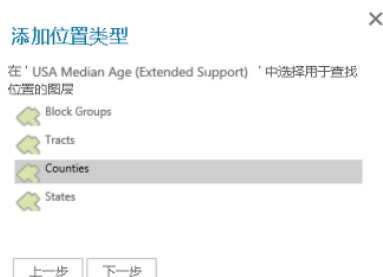 添加位置类型
在 ' USA Median Age (Extended Support) ' 中选择用于查找
位置的图层
Block Groups
Tracts
Counties
States
上一步 下一步